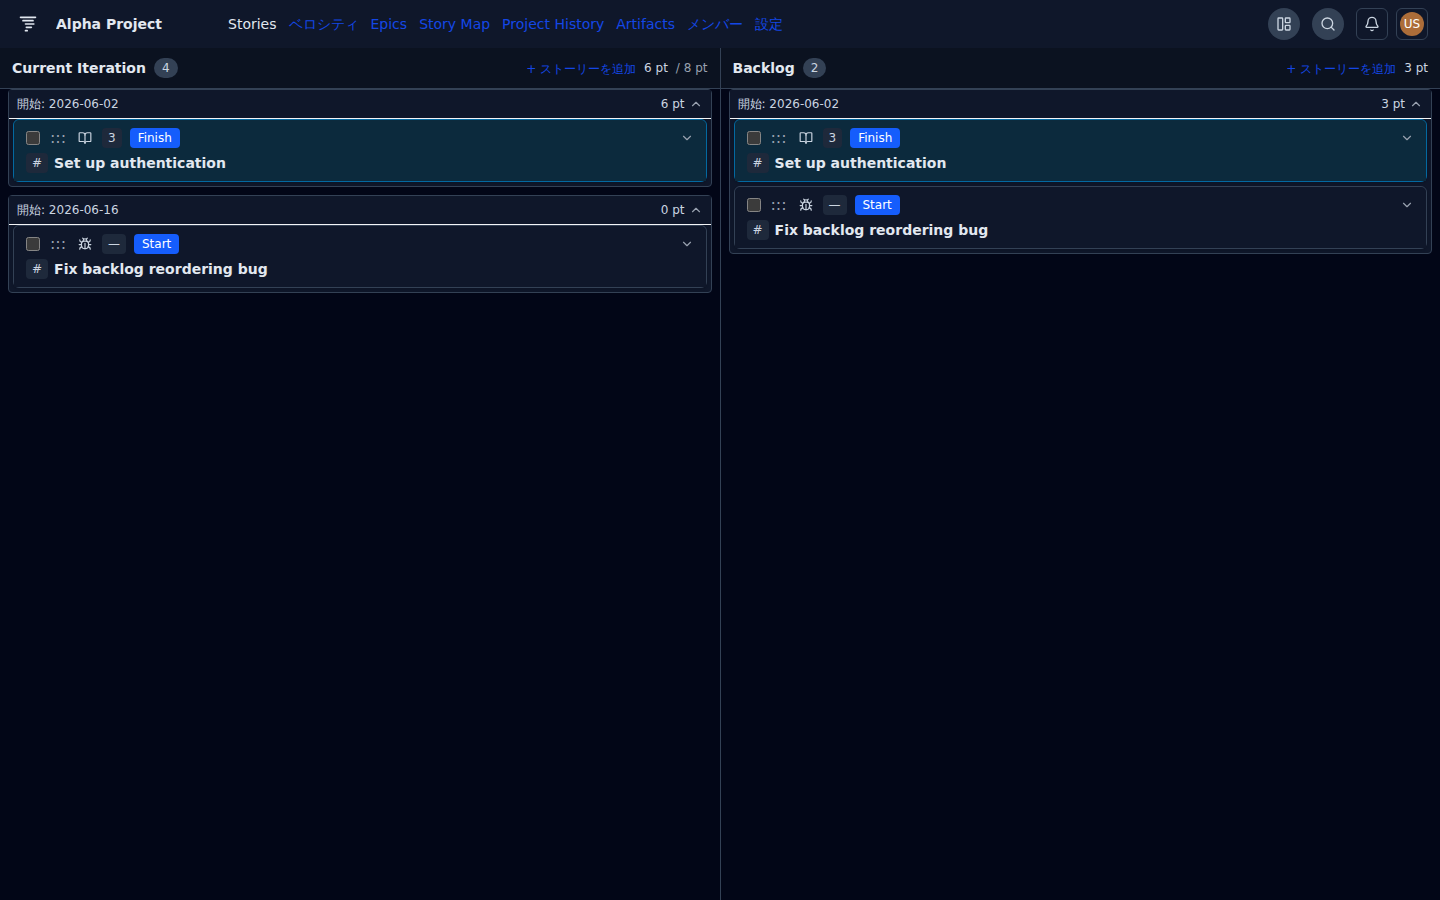 Alpha Project Stories ベロシティ Epics Story Map Project History Artifacts メンバー 設定 US
Current Iteration 4 + ストーリーを追加 6 pt / 8 pt
開始: 2026-06-02 6 pt
3 Finish
# Set up authentication
開始: 2026-06-16 0 pt
— Start
# Fix backlog reordering bug
Backlog 2 + ストーリーを追加 3 pt
開始: 2026-06-02 3 pt
3 Finish
# Set up authentication
— Start
# Fix backlog reordering bug